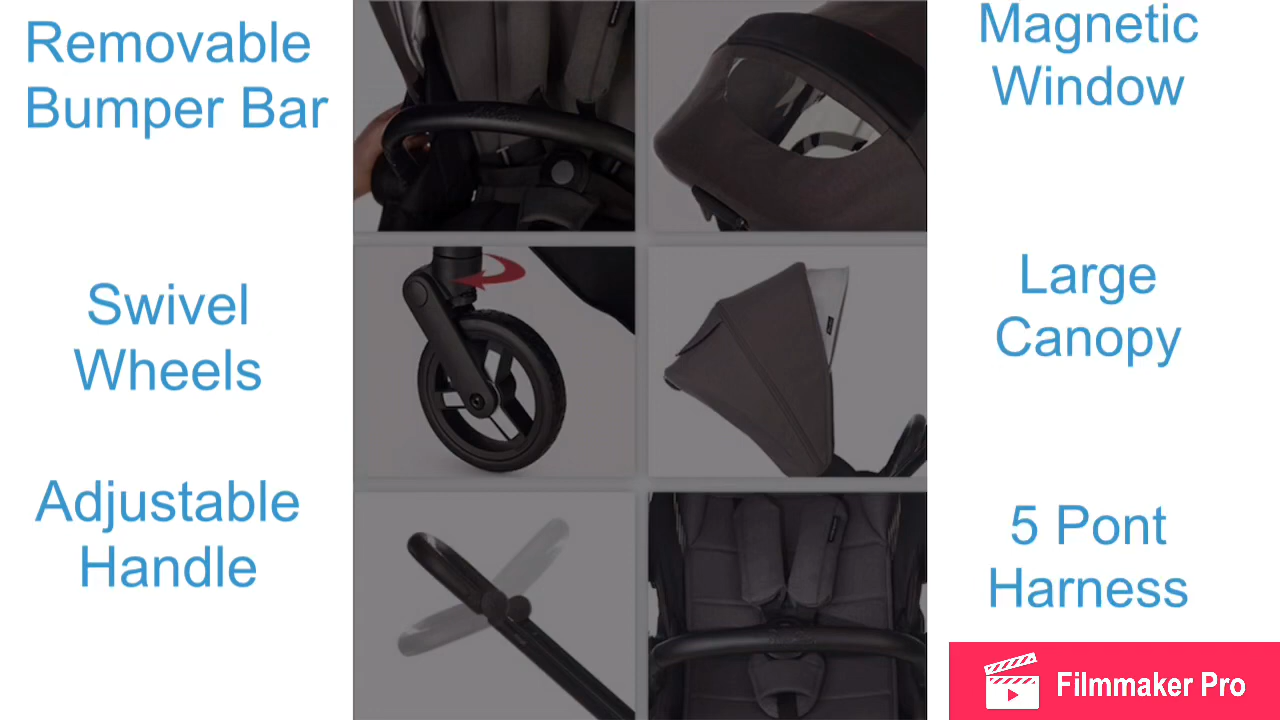 Removable
Bumper Bar
Magnetic
Window
Swivel
Wheels
Large
Canopy
Adjustable
Handle
5 Pont
Harness
Filmmaker Pro